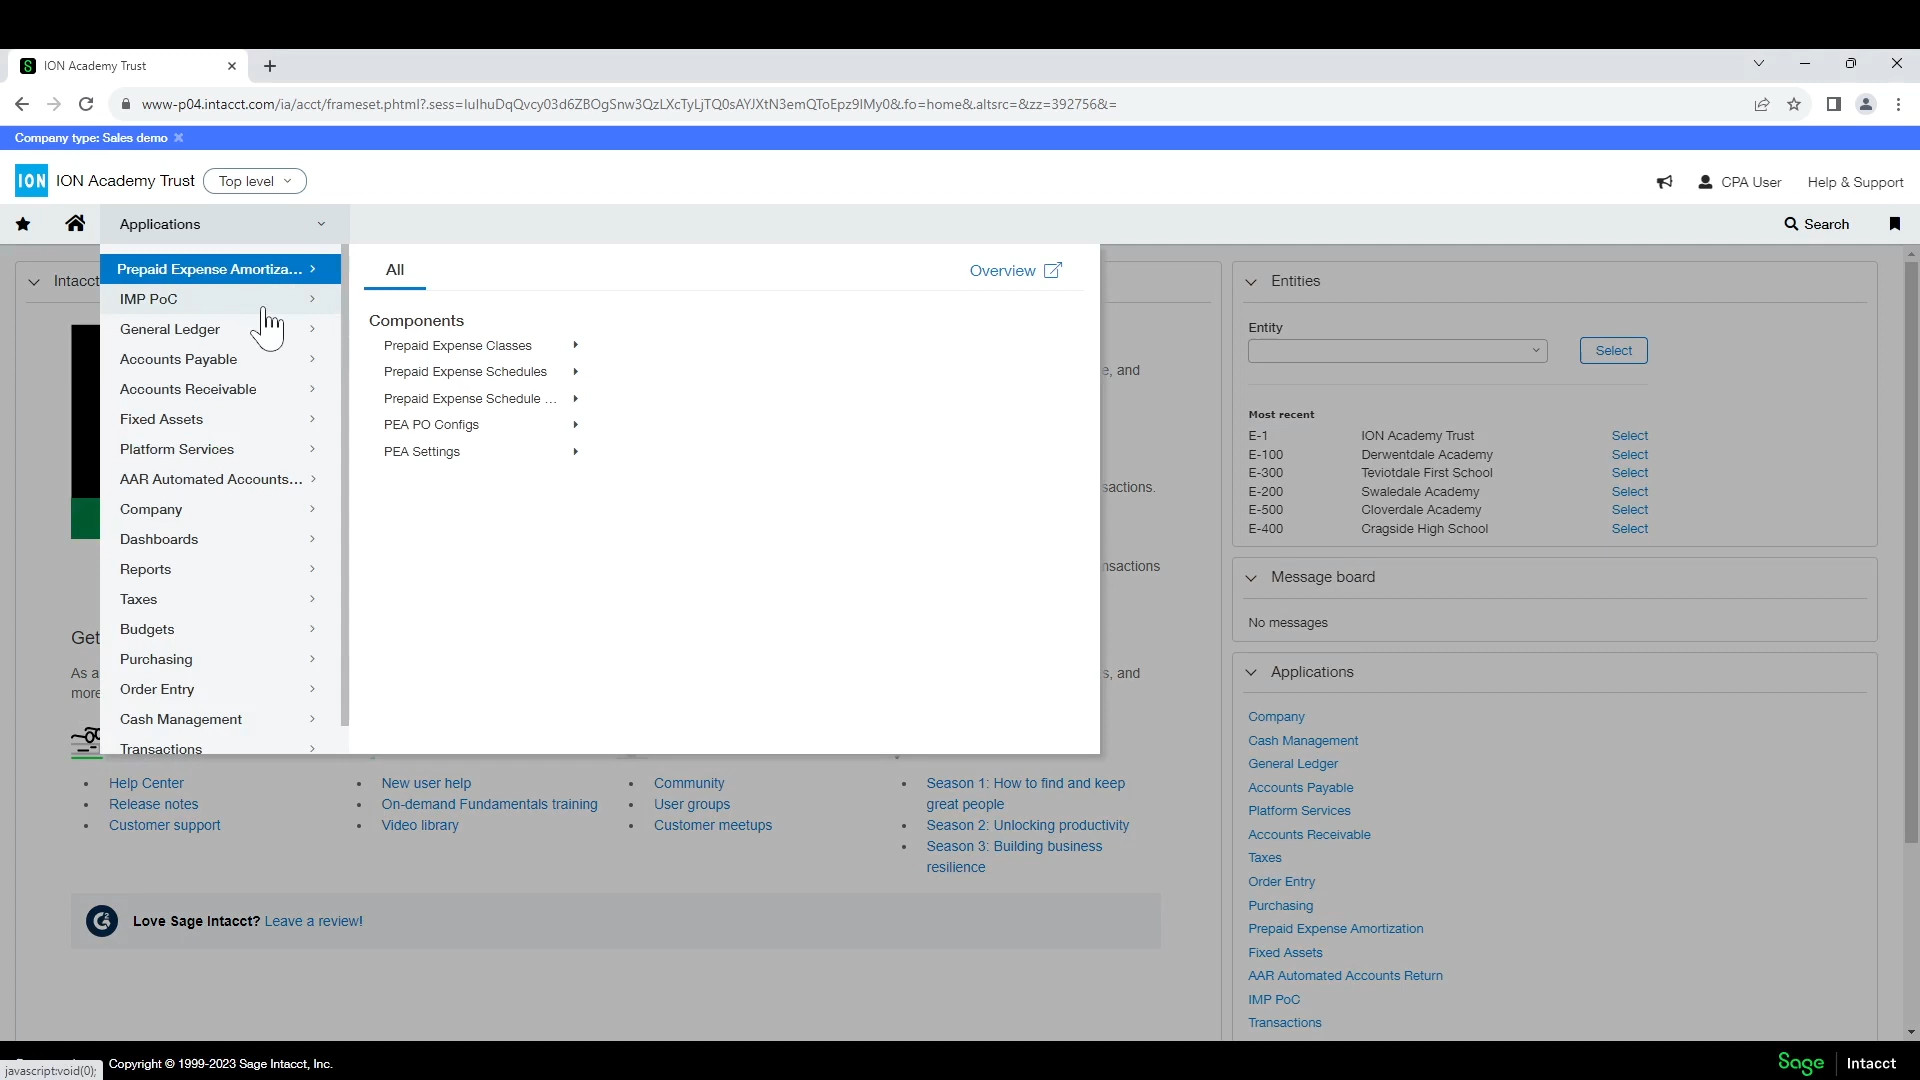 ION Academy Trust
www-p04.intacct.com/ia/acct/frameset.phtml?.sess=IulhuDqQvcy03d6ZBOgSnw3QzLXcTyLjTQ0sAYJXtN3emQToEpz9IMy0&.fo=home&.altsrc=&zz=392756&=
Company type: Sales demo
ION ION Academy Trust Top level
CPA User Help & Support
Applications
Search
Intacct
Prepaid Expense Amortiza...
IMP PoC
General Ledger
Accounts Payable
Accounts Receivable
Fixed Assets
Platform Services
AAR Automated Accounts...
Company
Dashboards
Reports
Taxes
Budgets
Purchasing
Order Entry
Cash Management
Transactions
All
Overview
Components
Prepaid Expense Classes
Prepaid Expense Schedules
Prepaid Expense Schedule ...
PEA PO Configs
PEA Settings
e, and
sactions.
nsactions
s, and
Get
As a
more
Help Center
Release notes
Customer support
New user help
On-demand Fundamentals training
Video library
Community
User groups
Customer meetups
Season 1: How to find and keep
great people
Season 2: Unlocking productivity
Season 3: Building business
resilience
Love Sage Intacct? Leave a review!
Entities
Entity
Select
Most recent
E-1 ION Academy Trust Select
E-100 Derwentdale Academy Select
E-300 Teviotdale First School Select
E-200 Swaledale Academy Select
E-500 Cloverdale Academy Select
E-400 Cragside High School Select
Message board
No messages
Applications
Company
Cash Management
General Ledger
Accounts Payable
Platform Services
Accounts Receivable
Taxes
Order Entry
Purchasing
Prepaid Expense Amortization
Fixed Assets
AAR Automated Accounts Return
IMP PoC
Transactions
javascript:void(0);
Copyright © 1999-2023 Sage Intacct, Inc.
Sage Intacct